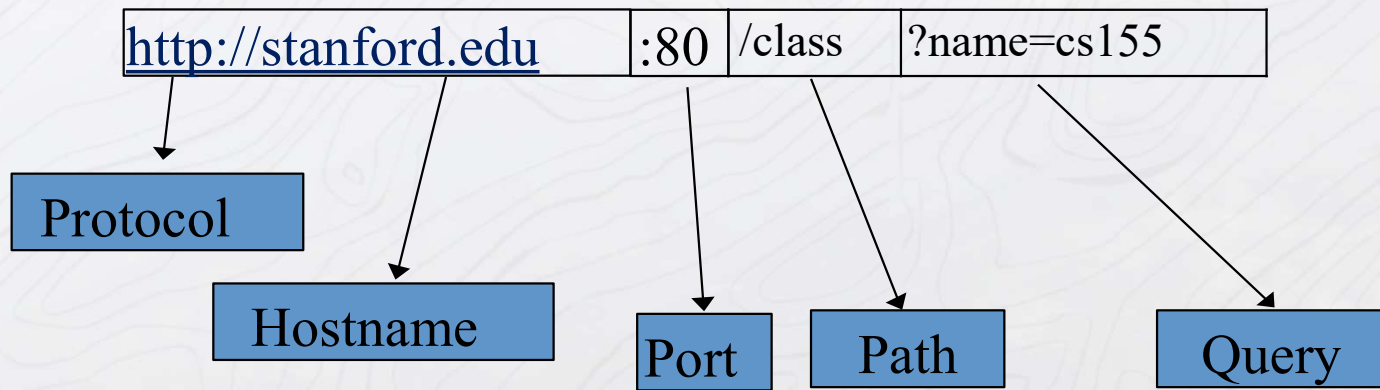 http://stanford.edu :80 /class ?name=cs155
Protocol
Hostname
Port Path Query